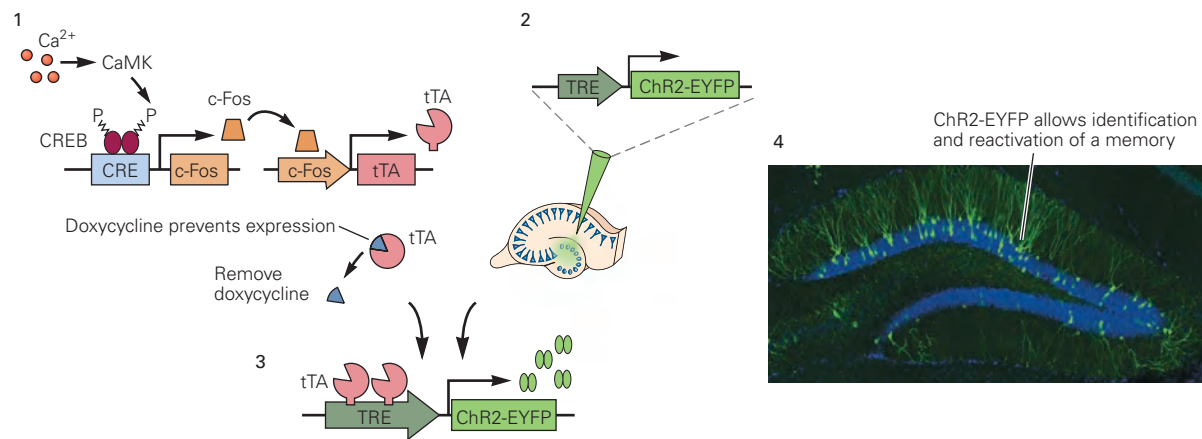 1
Ca2+
CaMK
P
P
CREB
CRE
c-Fos
c-Fos
c-Fos
tTA
tTA
Doxycycline prevents expression
tTA
Remove
doxycycline
2
TRE
ChR2-EYFP
3
tTA
TRE
ChR2-EYFP
ChR2-EYFP allows identification
and reactivation of a memory
4